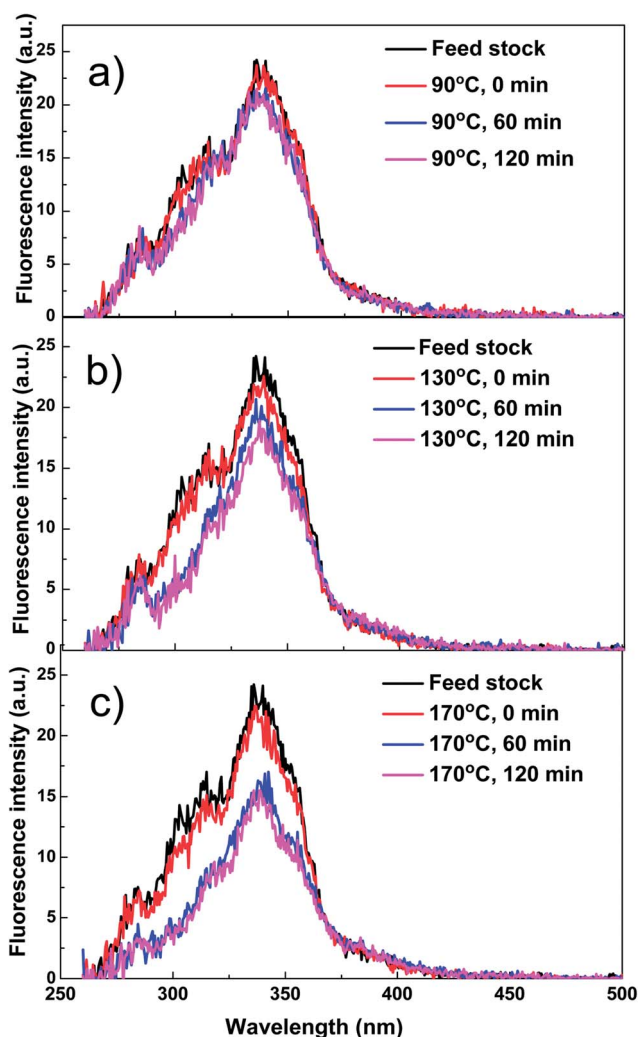 a)
Fluorescence intensity (a.u.)
25
20
15
10
5
0
Feed stock
90°C, 0 min
90°C, 60 min
90°C, 120 min
b)
Fluorescence intensity (a.u.)
25
20
15
10
5
0
Feed stock
130°C, 0 min
130°C, 60 min
130°C, 120 min
c)
Fluorescence intensity (a.u.)
25
20
15
10
5
0
Feed stock
170°C, 0 min
170°C, 60 min
170°C, 120 min
250 300 350 400 450 500
Wavelength (nm)